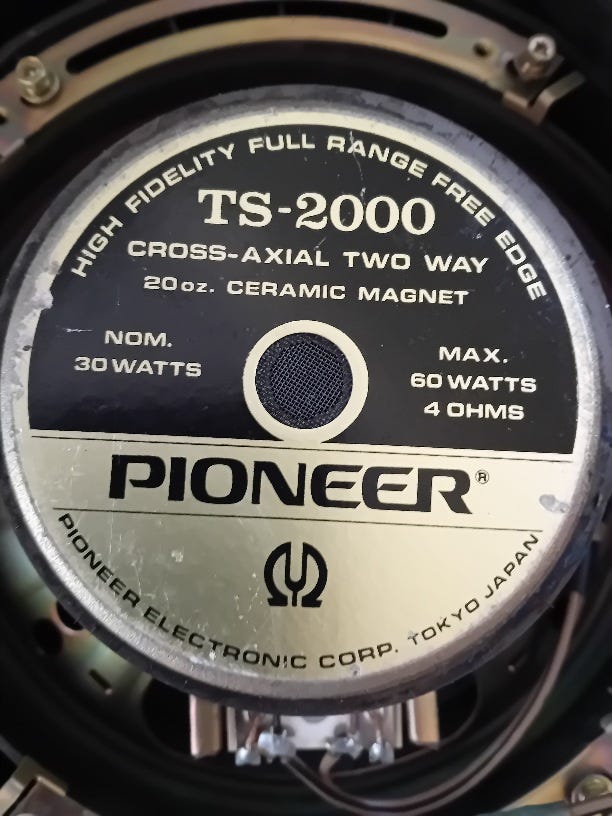 HIGH FIDELITY FULL RANGE FREE EDGE
TS-2000
CROSS-AXIAL TWO WAY
20oz. CERAMIC MAGNET
NOM.
30 WATTS
MAX.
60 WATTS
4 OHMS
PIONEER®
PIONEER ELECTRONIC CORP. TOKYO JAPAN